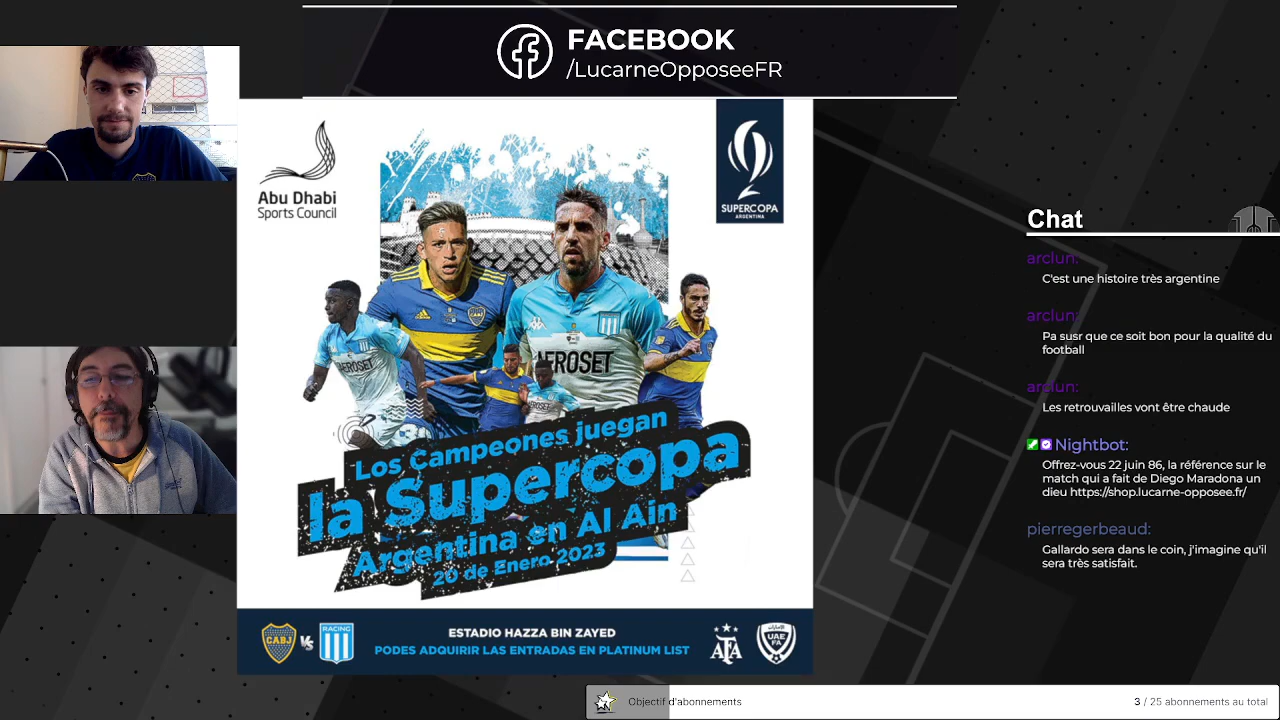 FACEBOOK
/LucarneOpposeeFR
Abu Dhabi
Sports Council
SUPERCOPA
ARGENTINA
AEROSET
AEROSET
Los Campeones juegan
la Supercopa
Argentina en Al Ain
20 de Enero 2023
CABJ
VS
RACING
ESTADIO HAZZA BIN ZAYED
PODES ADQUIRIR LAS ENTRADAS EN PLATINUM LIST
AFA
UAE
FA
Chat
arclun:
C'est une histoire très argentine
arclun:
Pa susr que ce soit bon pour la qualité du
football
arclun:
Les retrouvailles vont être chaude
Nightbot:
Offrez-vous 22 juin 86, la référence sur le
match qui a fait de Diego Maradona un
dieu https://shop.lucarne-opposee.fr/
pierregerbeaud:
Gallardo sera dans le coin, j'imagine qu'il
sera très satisfait.
Objectif d'abonnements
3 / 25 abonnements au total